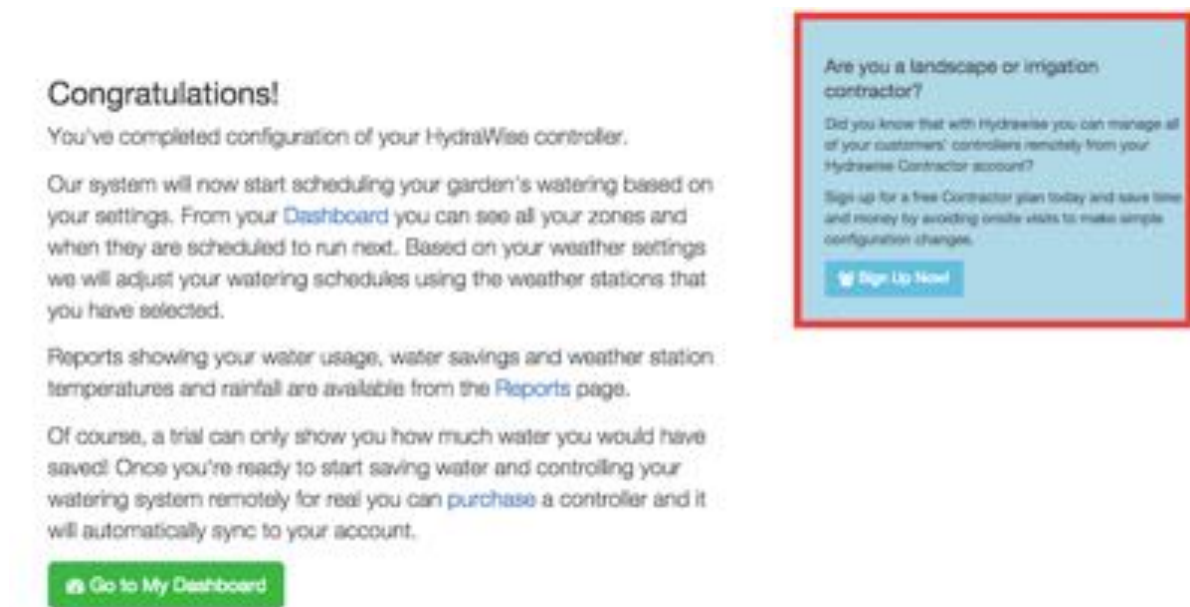 Congratulations!
You've completed configuration of your HydraWise controller.
Our system will now start scheduling your garden's watering based on
your settings. From your Dashboard you can see all your zones and
when they are scheduled to run next. Based on your weather settings
we will adjust your watering schedules using the weather stations that
you have selected.
Reports showing your water usage, water savings and weather station
temperatures and rainfall are available from the Reports page.
Of course, a trial can only show you how much water you would have
saved! Once you're ready to start saving water and controlling your
watering system remotely for real you can purchase a controller and it
will automatically sync to your account.
Go to My Dashboard
Are you a landscape or irrigation
contractor?
Did you know that with Hydrawise you can manage all
of your customers' controllers remotely from your
Hydrawise Contractor account?
Sign up for a free Contractor plan today and save time
and money by avoiding onsite visits to make simple
configuration changes.
Sign Up Now!